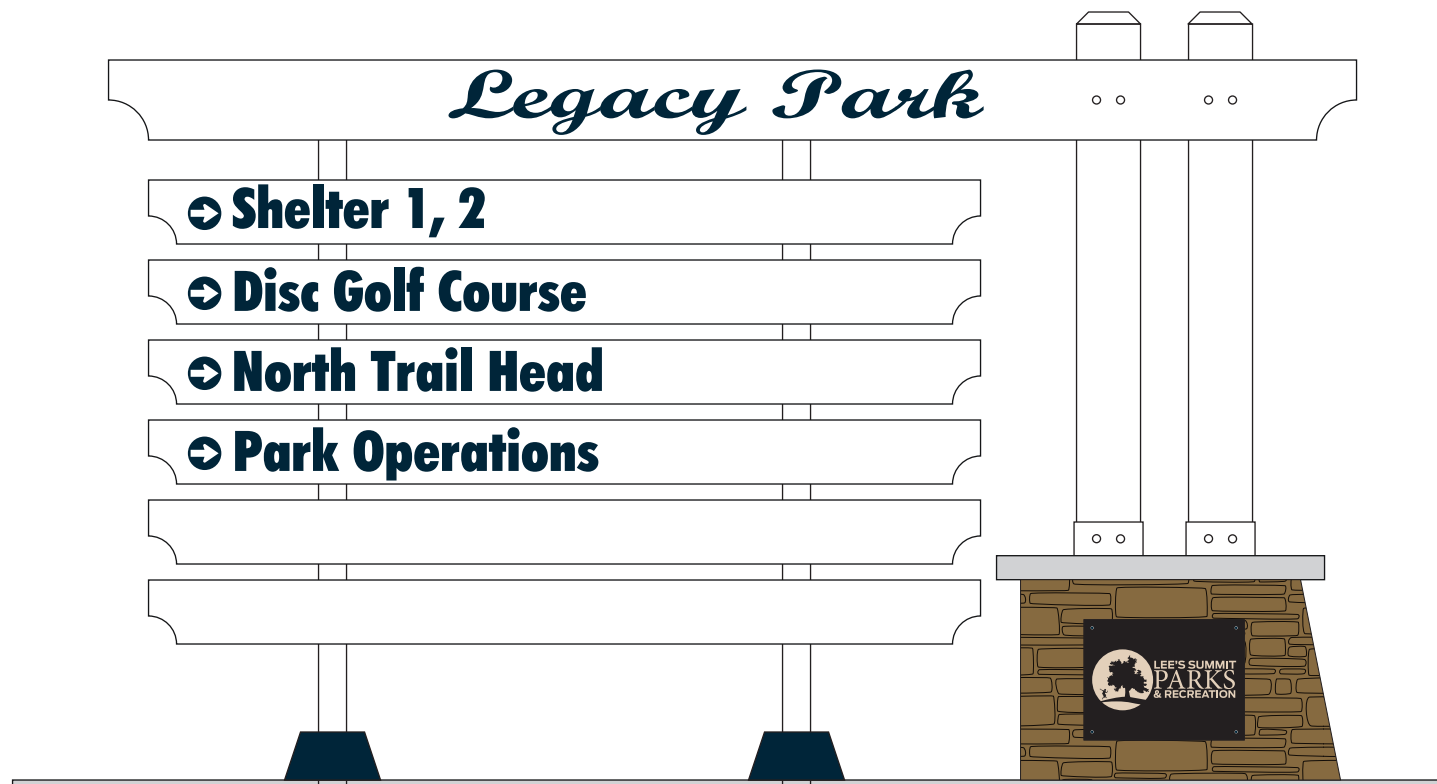 Legacy Park
Shelter 1, 2
Disc Golf Course
North Trail Head
Park Operations
LEE'S SUMMIT
PARKS
& RECREATION